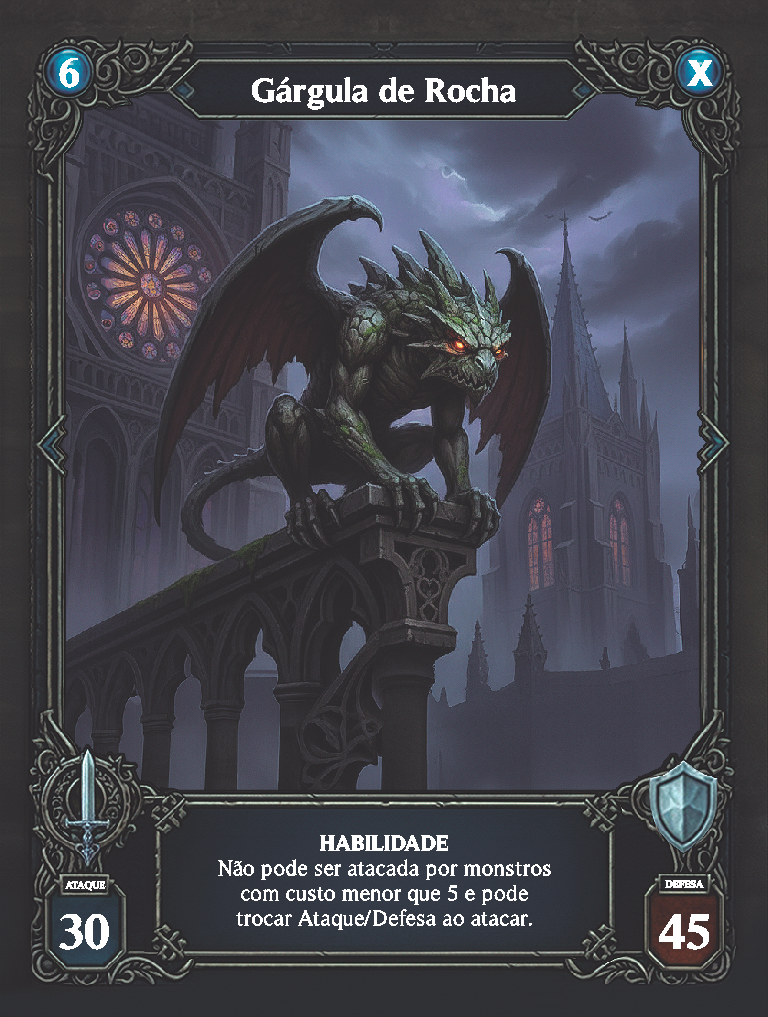 6
Gárgula de Rocha
X
HABILIDADE
Não pode ser atacada por monstros
com custo menor que 5 e pode
trocar Ataque/Defesa ao atacar.
ATAQUE
30
DEFESA
45